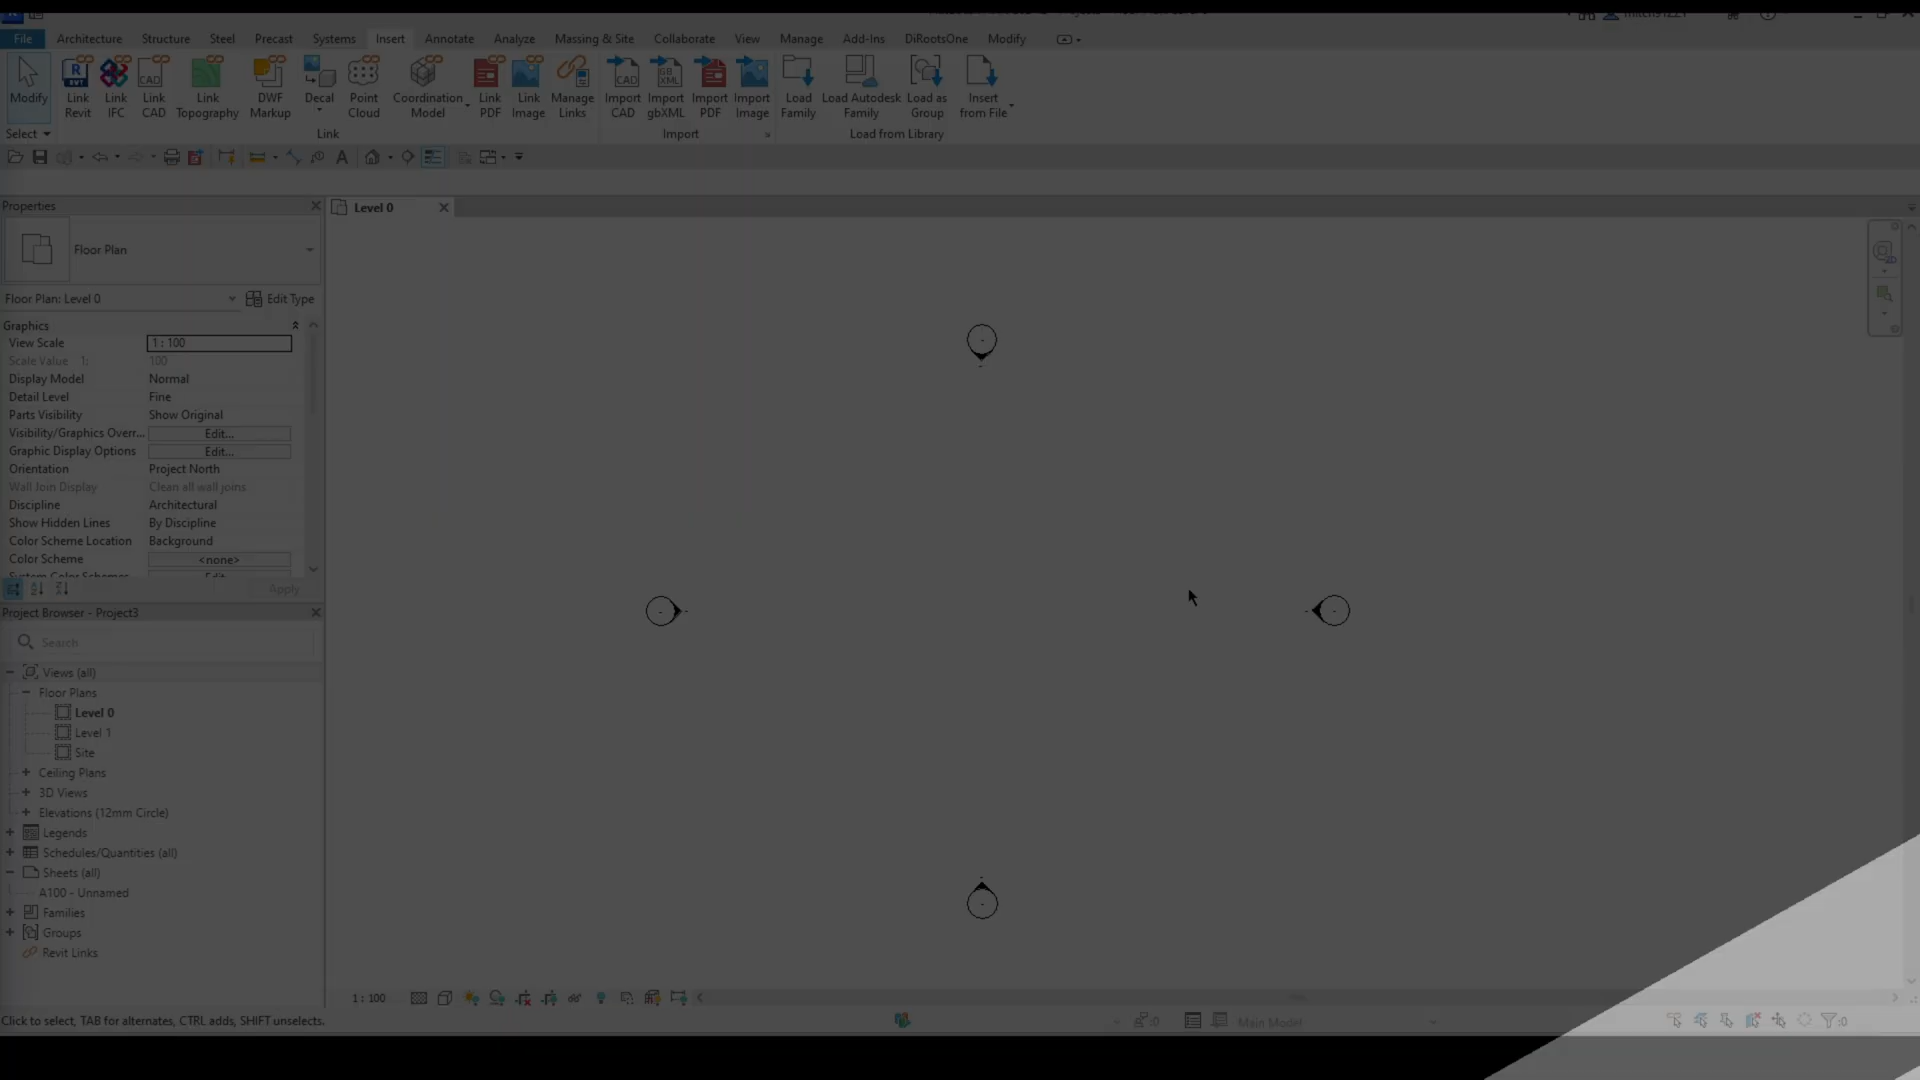 File Architecture Structure Steel Precast Systems Insert Annotate Analyze Massing & Site Collaborate View Manage Add-Ins DiRootsOne Modify
Modify
Link Revit
Link IFC
Link CAD
Link Topography
DWF Markup
Decal
Point Cloud
Coordination Model
Link PDF
Link Image
Manage Links
Import CAD
Import gbXML
Import PDF
Import Image
Load Family
Load Autodesk Family
Load as Group
Insert from File
Select Link Import Load from Library
Properties
Level 0
Floor Plan
Floor Plan: Level 0 Edit Type
Graphics
View Scale 1 : 100
Scale Value 1: 100
Display Model Normal
Detail Level Fine
Parts Visibility Show Original
Visibility/Graphics Overr... Edit...
Graphic Display Options Edit...
Orientation Project North
Wall Join Display Clean all wall joins
Discipline Architectural
Show Hidden Lines By Discipline
Color Scheme Location Background
Color Scheme <none>
System Color Schemes Edit...
Apply
Project Browser - Project3
Search
Views (all)
Floor Plans
Level 0
Level 1
Site
Ceiling Plans
3D Views
Elevations (12mm Circle)
Legends
Schedules/Quantities (all)
Sheets (all)
A100 - Unnamed
Families
Groups
Revit Links
1 : 100
Click to select, TAB for alternates, CTRL adds, SHIFT unselects. :0 Main Model :0